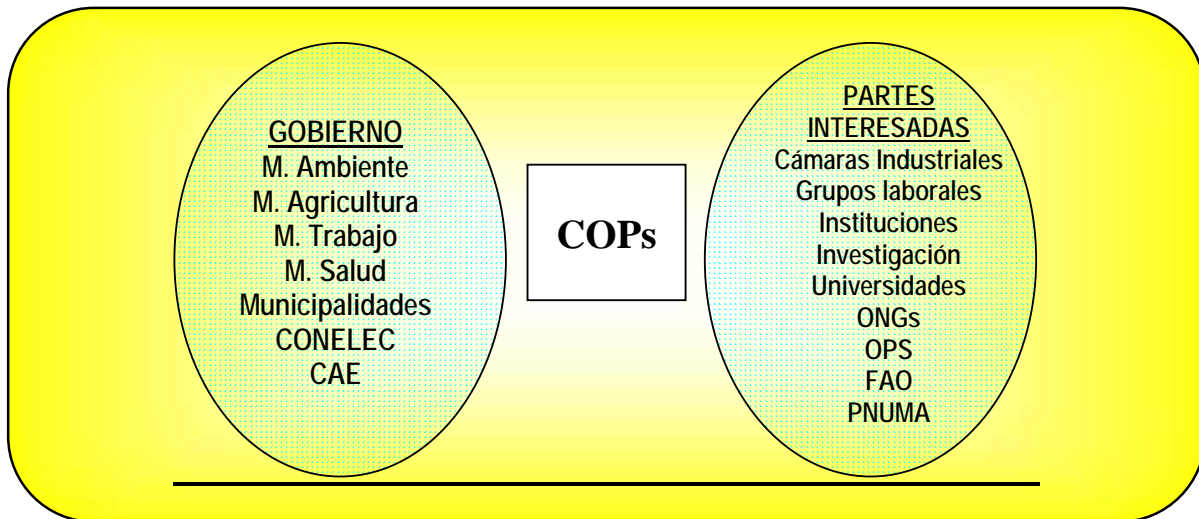 GOBIERNO
M. Ambiente
M. Agricultura
M. Trabajo
M. Salud
Municipalidades
CONELEC
CAE
COPs
PARTES
INTERESADAS
Cámaras Industriales
Grupos laborales
Instituciones
Investigación
Universidades
ONGs
OPS
FAO
PNUMA